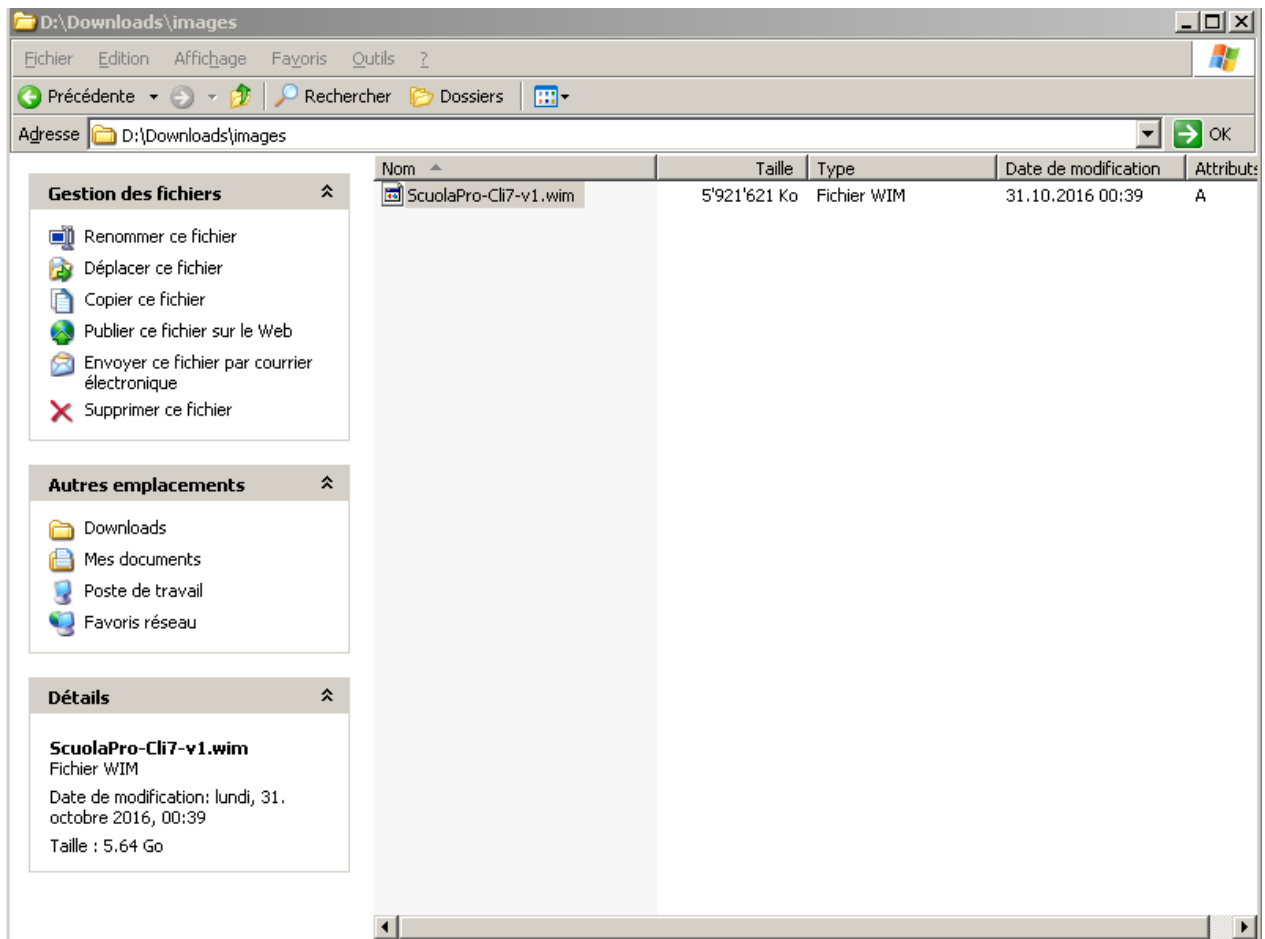 D:\Downloads\images
Fichier Edition Affichage Favoris Outils ?
Précédente Rechercher Dossiers
Adresse D:\Downloads\images OK
Nom Taille Type Date de modification Attributs
ScuolaPro-Cli7-v1.wim 5'921'621 Ko Fichier WIM 31.10.2016 00:39 A
Gestion des fichiers
Renommer ce fichier
Déplacer ce fichier
Copier ce fichier
Publier ce fichier sur le Web
Envoyer ce fichier par courrier
électronique
Supprimer ce fichier
Autres emplacements
Downloads
Mes documents
Poste de travail
Favoris réseau
Détails
ScuolaPro-Cli7-v1.wim
Fichier WIM
Date de modification: lundi, 31.
octobre 2016, 00:39
Taille : 5.64 Go